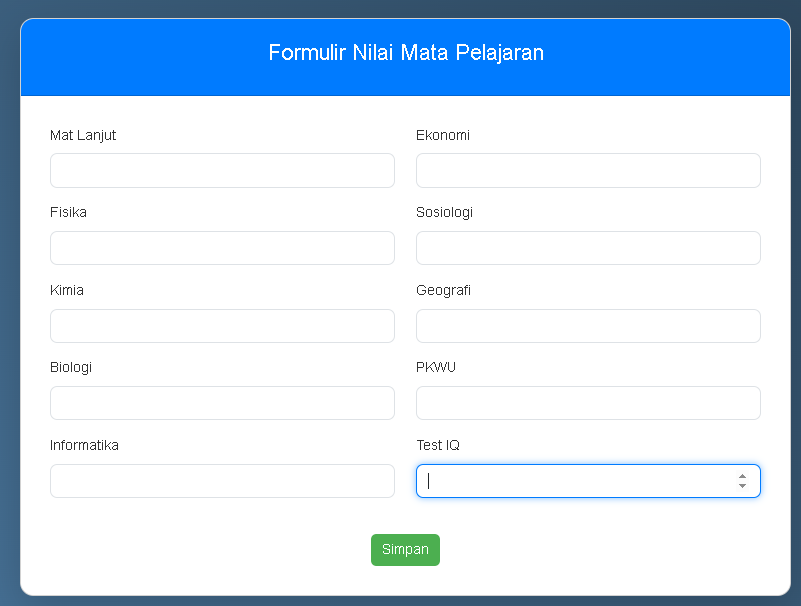 Formulir Nilai Mata Pelajaran
Mat Lanjut
Ekonomi
Fisika
Sosiologi
Kimia
Geografi
Biologi
PKWU
Informatika
Test IQ
Simpan